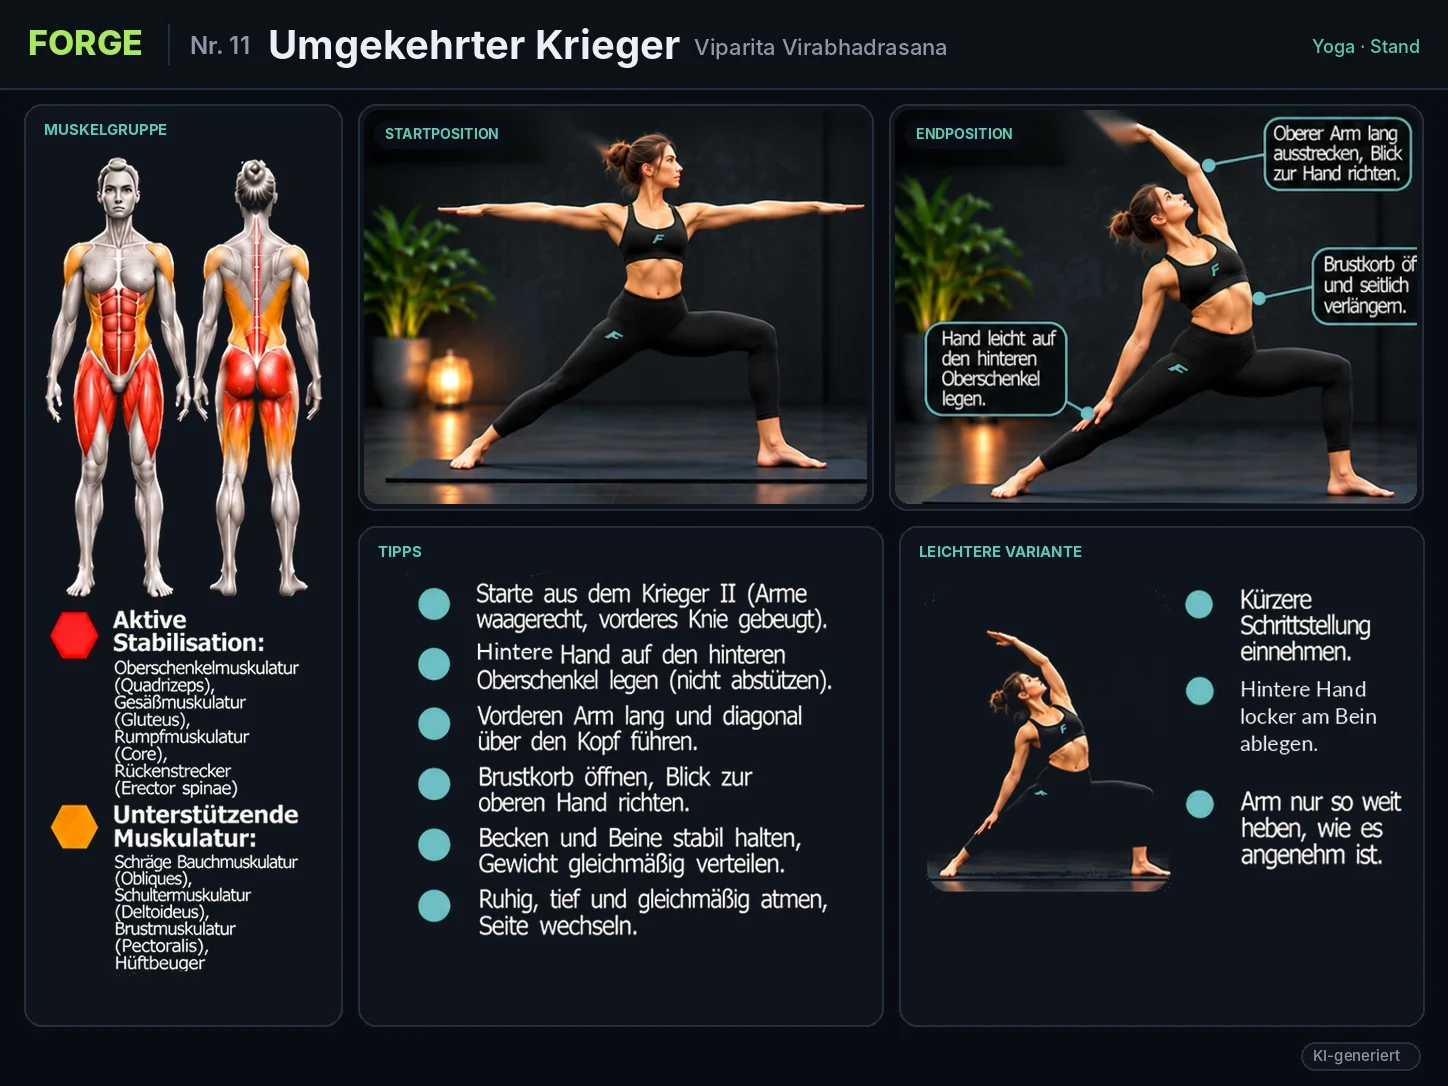 FORGE
Nr. 11
Umgekehrter Krieger
Viparita Virabhadrasana
Yoga · Stand
MUSKELGRUPPE
Aktive
Stabilisation:
Oberschenkelmuskulatur
(Quadrizeps),
Gesäßmuskulatur
(Gluteus),
Rumpfmuskulatur
(Core),
Rückenstrecker
(Erector spinae)
Unterstützende
Muskulatur:
Schräge Bauchmuskulatur
(Obliques),
Schultermuskulatur
(Deltoideus),
Brustmuskulatur
(Pectoralis),
Hüftbeuger
STARTPOSITION
ENDPOSITION
Oberer Arm lang
ausstrecken, Blick
zur Hand richten.
Brustkorb öf
und seitlich
verlängern.
Hand leicht auf
den hinteren
Oberschenkel
legen.
TIPPS
Starte aus dem Krieger II (Arme
waagerecht, vorderes Knie gebeugt).
Hintere Hand auf den hinteren
Oberschenkel legen (nicht abstützen).
Vorderen Arm lang und diagonal
über den Kopf führen.
Brustkorb öffnen, Blick zur
oberen Hand richten.
Becken und Beine stabil halten,
Gewicht gleichmäßig verteilen.
Ruhig, tief und gleichmäßig atmen,
Seite wechseln.
LEICHTERE VARIANTE
Kürzere
Schrittstellung
einnehmen.
Hintere Hand
locker am Bein
ablegen.
Arm nur so weit
heben, wie es
angenehm ist.
KI-generiert